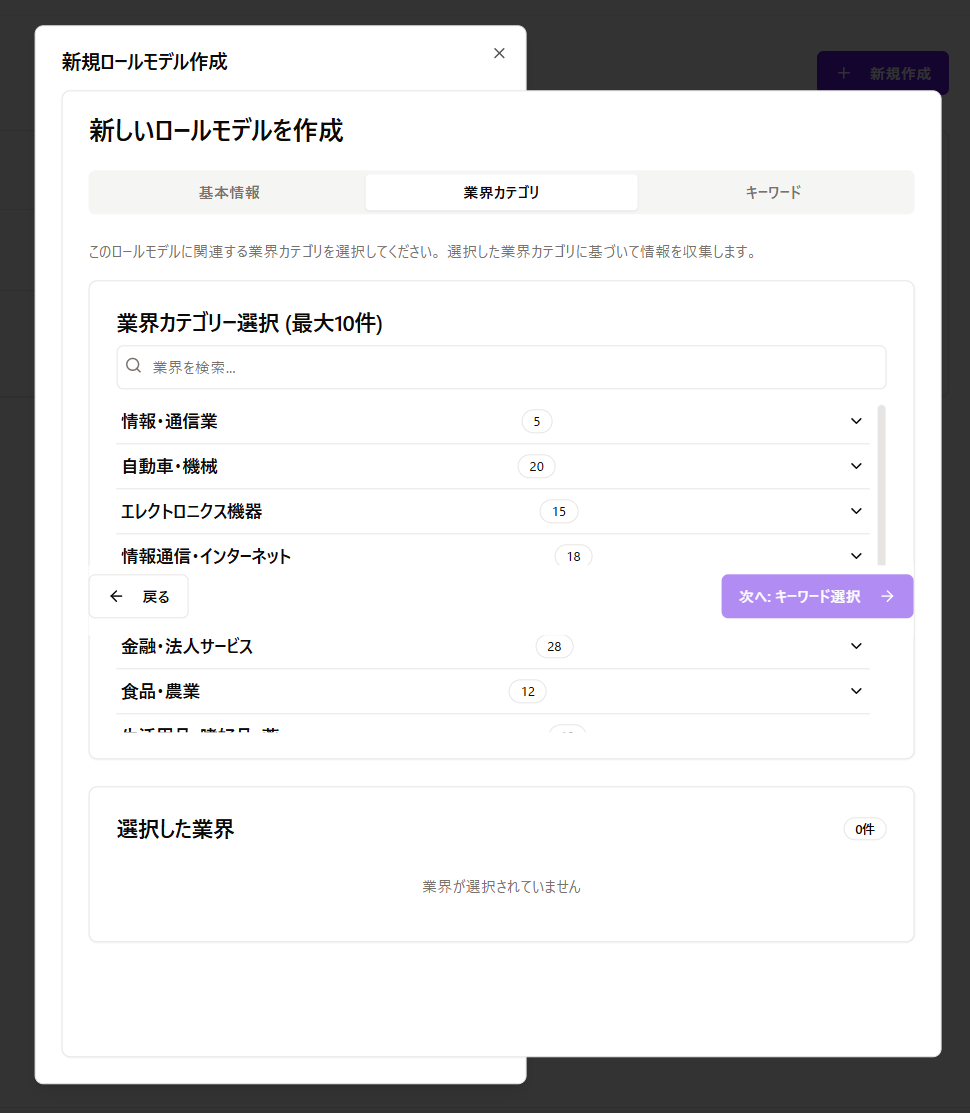 新規ロールモデル作成
新規作成
新しいロールモデルを作成
基本情報
業界カテゴリ
キーワード
このロールモデルに関連する業界カテゴリを選択してください。選択した業界カテゴリに基づいて情報を収集します。
業界カテゴリー選択 (最大10件)
業界を検索...
情報・通信業 5
自動車・機械 20
エレクトロニクス機器 15
情報通信・インターネット 18
戻る
次へ: キーワード選択
金融・法人サービス 28
食品・農業 12
選択した業界
0件
業界が選択されていません